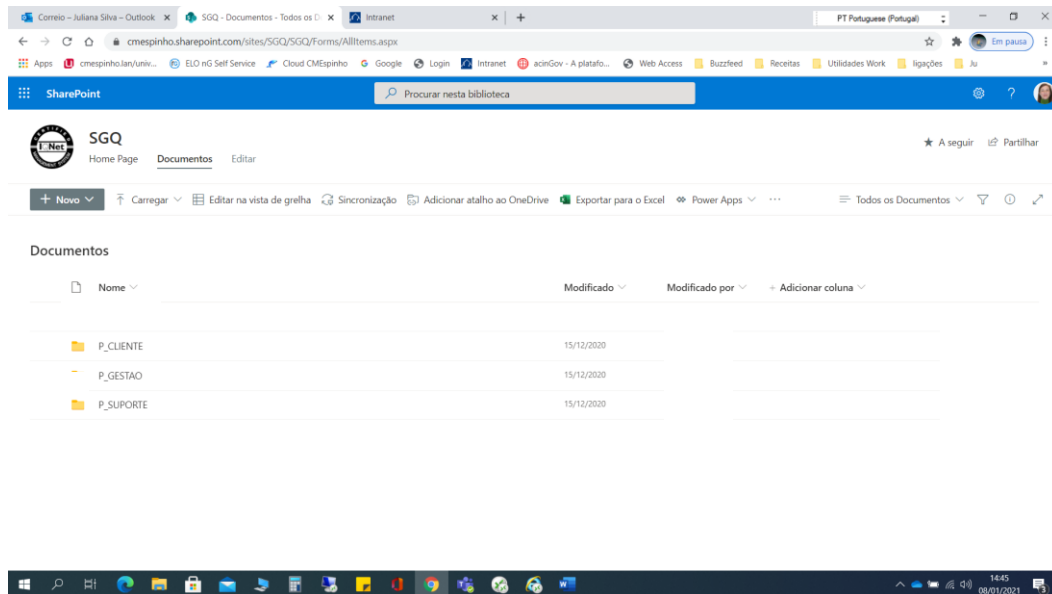 Correio – Juliana Silva – Outlook
SGQ - Documentos - Todos os D
Intranet
PT Portuguese (Portugal)
cmespinho.sharepoint.com/sites/SGQ/SGQ/Forms/AllItems.aspx
Em pausa
Apps cmespinho.lan/univ... ELO nG Self Service Cloud CMEspinho Google Login Intranet acinGov - A platafo... Web Access Buzzfeed Receitas Utilidades Work ligações Ju
SharePoint
Procurar nesta biblioteca
SGQ
A seguir Partilhar
Home Page Documentos Editar
+ Novo Carregar Editar na vista de grelha Sincronização Adicionar atalho ao OneDrive Exportar para o Excel Power Apps ... Todos os Documentos
Documentos
Nome Modificado Modificado por + Adicionar coluna
P_CLIENTE 15/12/2020
P_GESTAO 15/12/2020
P_SUPORTE 15/12/2020
14:45
08/01/2021